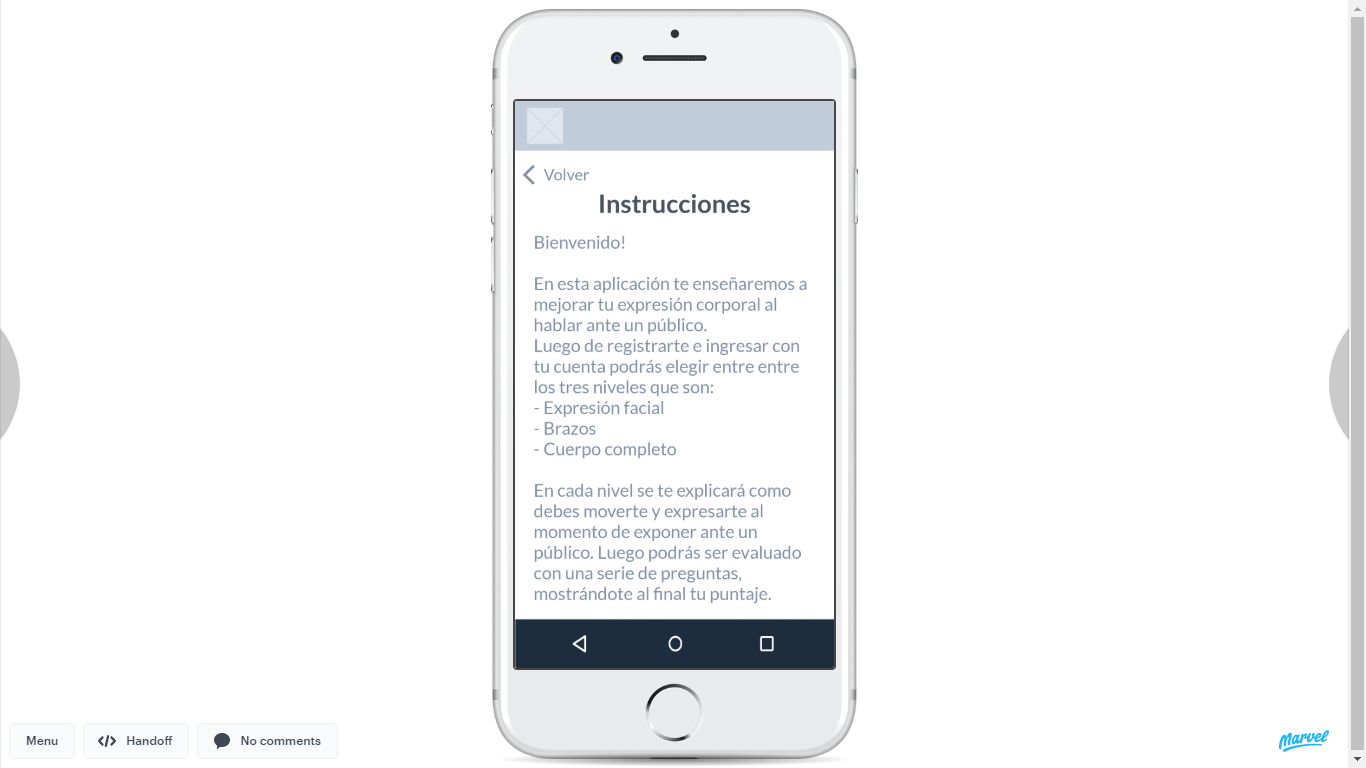 Volver
Instrucciones
Bienvenido!
En esta aplicación te enseñaremos a
mejorar tu expresión corporal al
hablar ante un público.
Luego de registrarte e ingresar con
tu cuenta podrás elegir entre entre
los tres niveles que son:
- Expresión facial
- Brazos
- Cuerpo completo
En cada nivel se te explicará como
debes moverte y expresarte al
momento de exponer ante un
público. Luego podrás ser evaluado
con una serie de preguntas,
mostrándote al final tu puntaje.
Menu
Handoff
No comments
Marvel